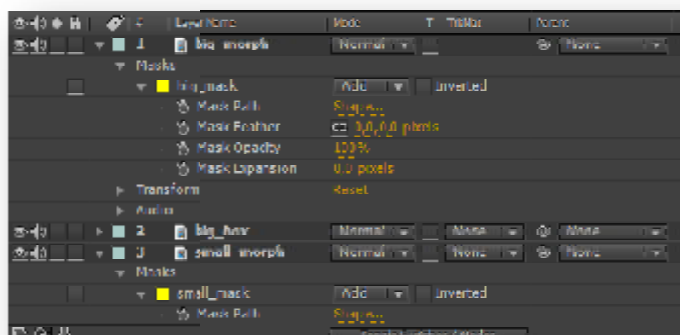 # Layer Name Mode T TrkMat Parent
1 big_morph Normal None
Masks
big_mask Add Inverted
Mask Path Shape...
Mask Feather 0,0,0,0 pixels
Mask Opacity 100%
Mask Expansion 0,0 pixels
Transform Reset
Audio
2 big_box Normal None None
3 small_morph Normal None None
Masks
small_mask Add Inverted
Mask Path Shape...